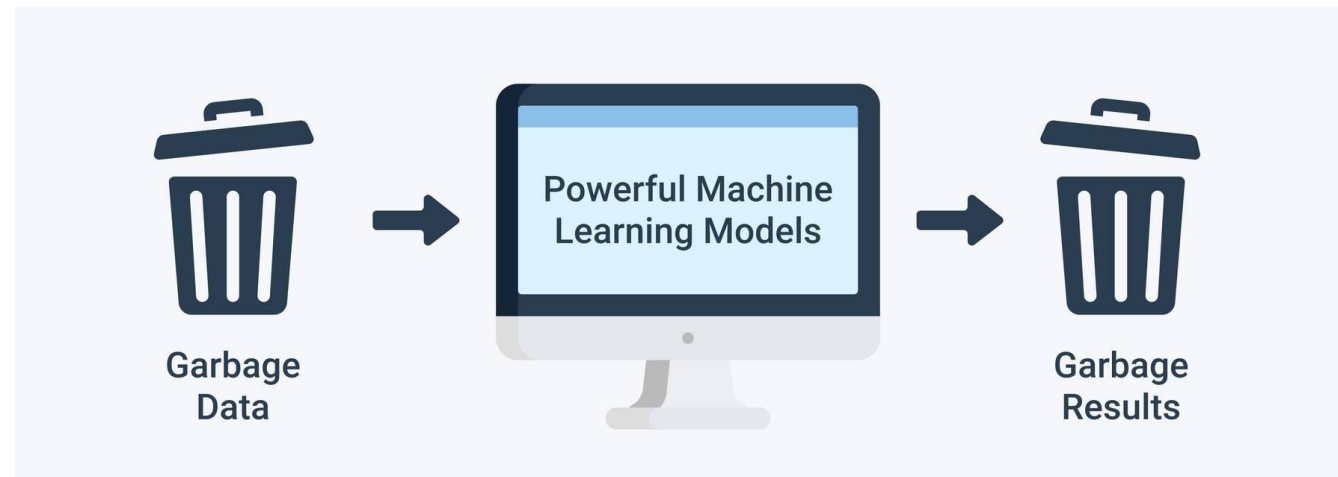 Garbage
Data
Powerful Machine
Learning Models
Garbage
Results